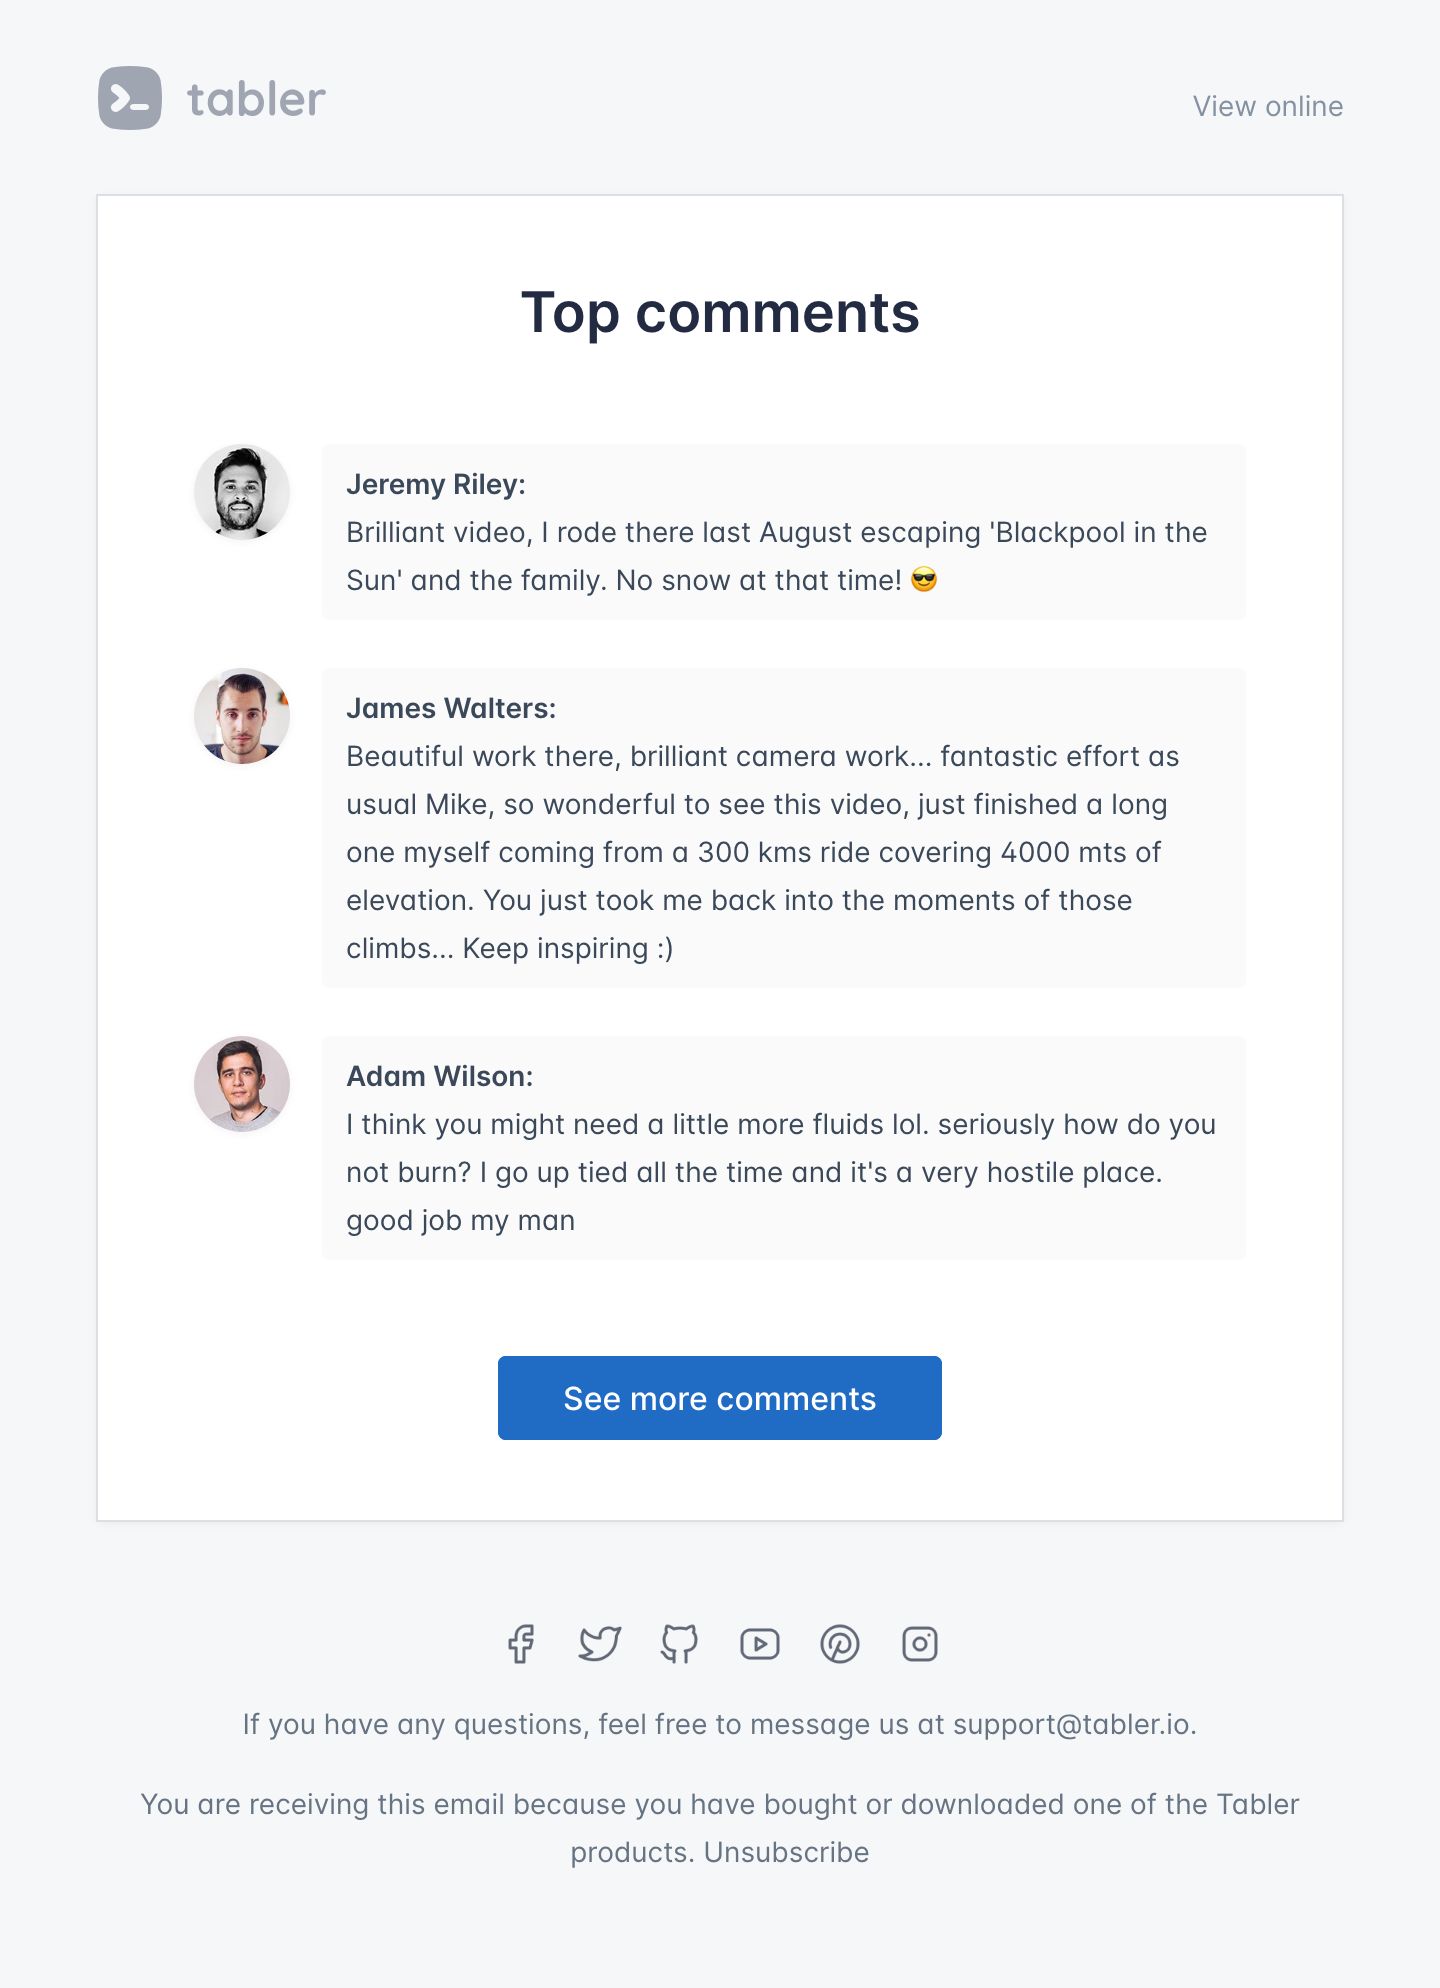 tabler
View online
Top comments
Jeremy Riley:
Brilliant video, I rode there last August escaping 'Blackpool in the
Sun' and the family. No snow at that time! 😎
James Walters:
Beautiful work there, brilliant camera work... fantastic effort as
usual Mike, so wonderful to see this video, just finished a long
one myself coming from a 300 kms ride covering 4000 mts of
elevation. You just took me back into the moments of those
climbs... Keep inspiring :)
Adam Wilson:
I think you might need a little more fluids lol. seriously how do you
not burn? I go up tied all the time and it's a very hostile place.
good job my man
See more comments
If you have any questions, feel free to message us at support@tabler.io.
You are receiving this email because you have bought or downloaded one of the Tabler
products. Unsubscribe